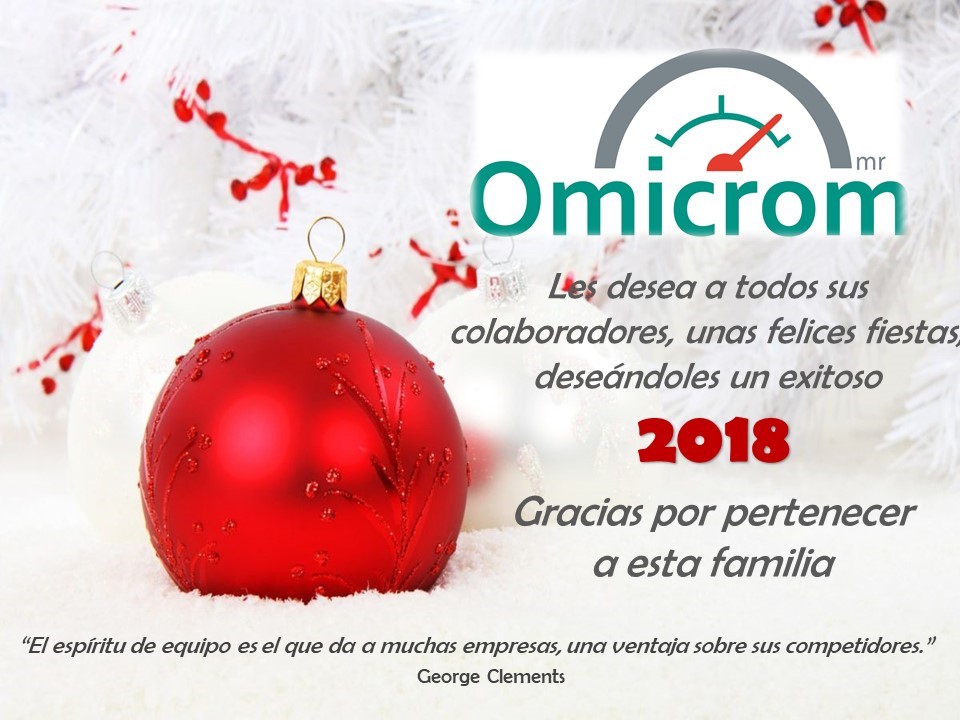 Omicrom mr
Les desea a todos sus
colaboradores, unas felices fiestas,
deseándoles un exitoso
2018
Gracias por pertenecer
a esta familia
“El espíritu de equipo es el que da a muchas empresas, una ventaja sobre sus competidores.”
George Clements